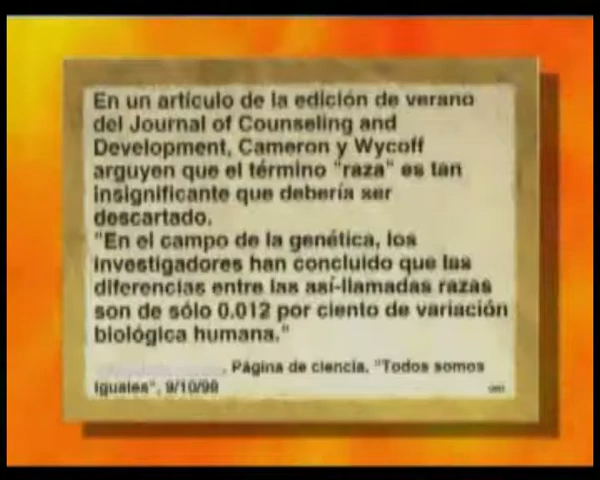 En un artículo de la edición de verano
del Journal of Counseling and
Development, Cameron y Wycoff
arguyen que el término "raza" es tan
insignificante que debería ser
descartado.
"En el campo de la genética, los
investigadores han concluido que las
diferencias entre las así-llamadas razas
son de sólo 0.012 por ciento de variación
biológica humana."
, Página de ciencia. "Todos somos
iguales", 9/10/98